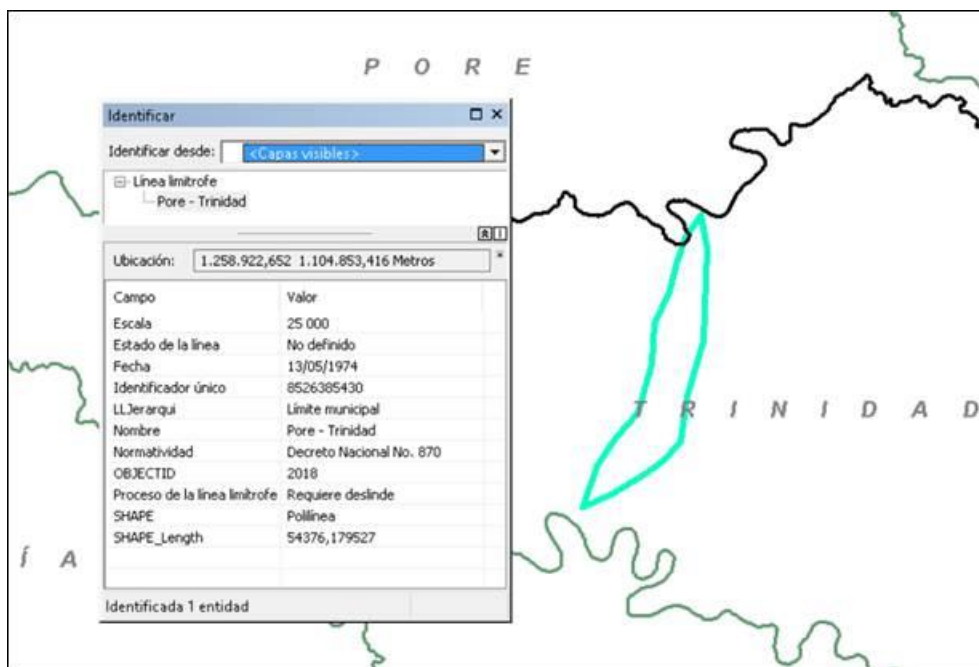 P O R E
Identificar
Identificar desde: <Capas visibles>
Línea limitrofe
Pore - Trinidad
Ubicación: 1.258.922,652 1.104.853,416 Metros
Campo Valor
Escala 25 000
Estado de la línea No definido
Fecha 13/05/1974
Identificador único 8526385430
LLJerarqui Límite municipal
Nombre Pore - Trinidad
Normatividad Decreto Nacional No. 870
OBJECTID 2018
Proceso de la línea limítrofe Requiere deslinde
SHAPE Polilínea
SHAPE_Length 54376,179527
Identificada 1 entidad
T R I N I D A D
Í A